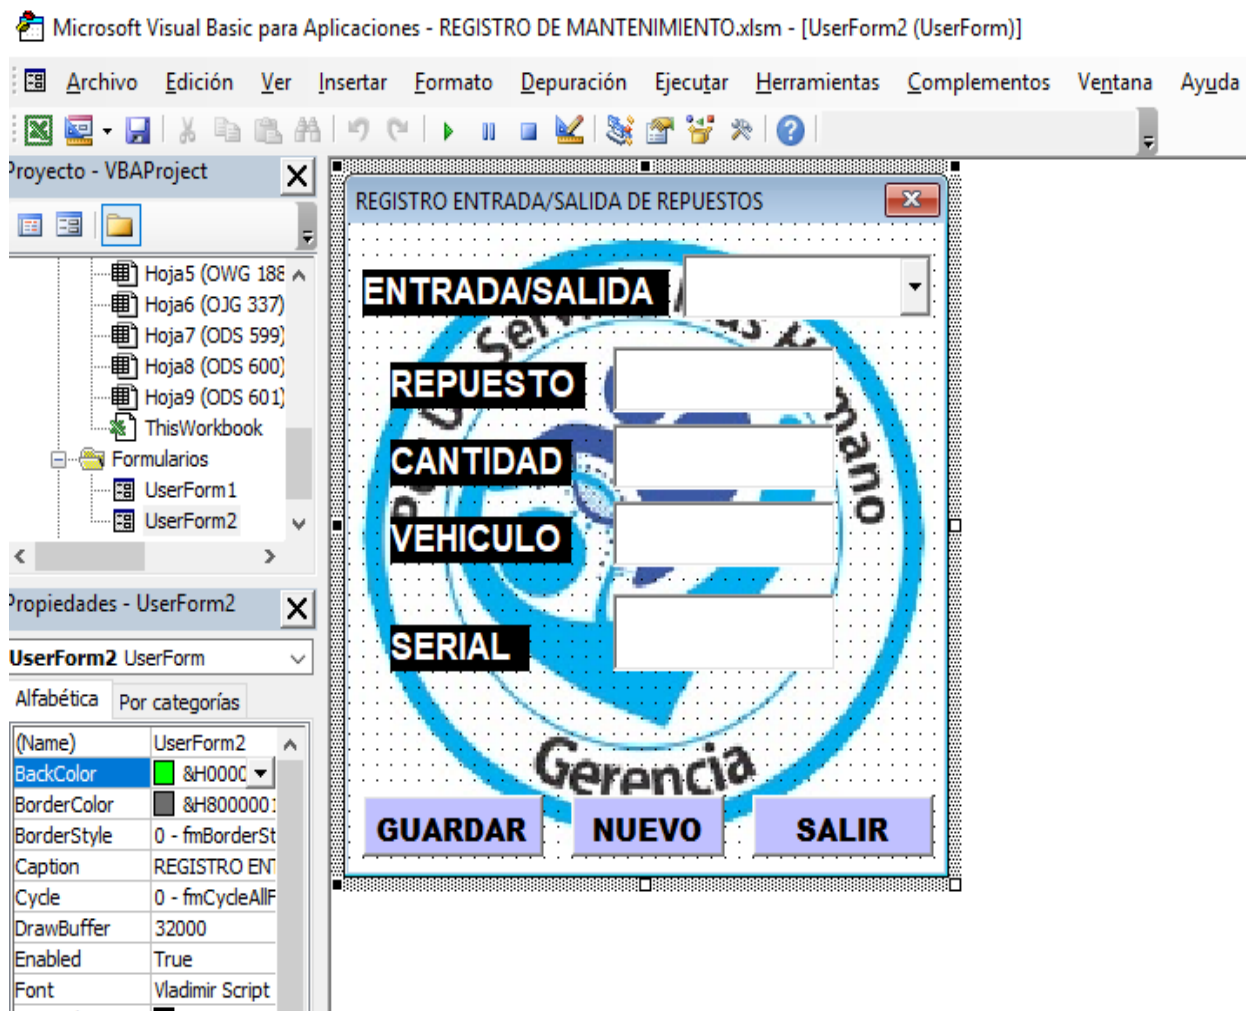 Microsoft Visual Basic para Aplicaciones - REGISTRO DE MANTENIMIENTO.xlsm - [UserForm2 (UserForm)]
Archivo Edición Ver Insertar Formato Depuración Ejecutar Herramientas Complementos Ventana Ayuda
Proyecto - VBAProject
Hoja5 (OWG 188
Hoja6 (OJG 337)
Hoja7 (ODS 599)
Hoja8 (ODS 600)
Hoja9 (ODS 601)
ThisWorkbook
Formularios
UserForm1
UserForm2
Propiedades - UserForm2
UserForm2 UserForm
Alfabética Por categorías
(Name) UserForm2
BackColor &H0000
BorderColor &H8000001
BorderStyle 0 - fmBorderSt
Caption REGISTRO ENT
Cycle 0 - fmCycleAllF
DrawBuffer 32000
Enabled True
Font Vladimir Script
REGISTRO ENTRADA/SALIDA DE REPUESTOS
ENTRADA/SALIDA
REPUESTO
CANTIDAD
VEHICULO
SERIAL
Gerencia
GUARDAR NUEVO SALIR